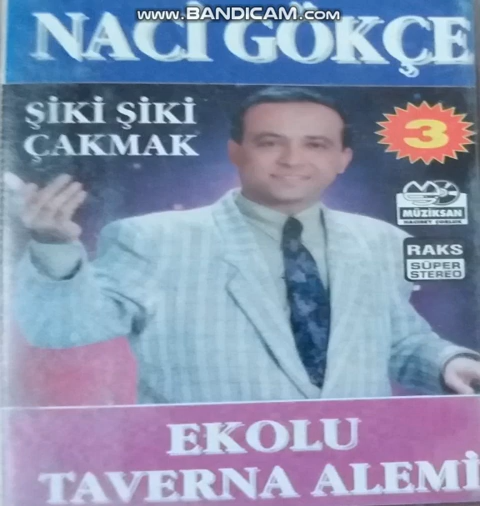 www.BANDICAM.com
NACİ GÖKÇE
ŞİKİ ŞİKİ
ÇAKMAK
3
MÜZİKSAN
RAKS
SÜPER
STEREO
EKOLU
TAVERNA ALEMİ